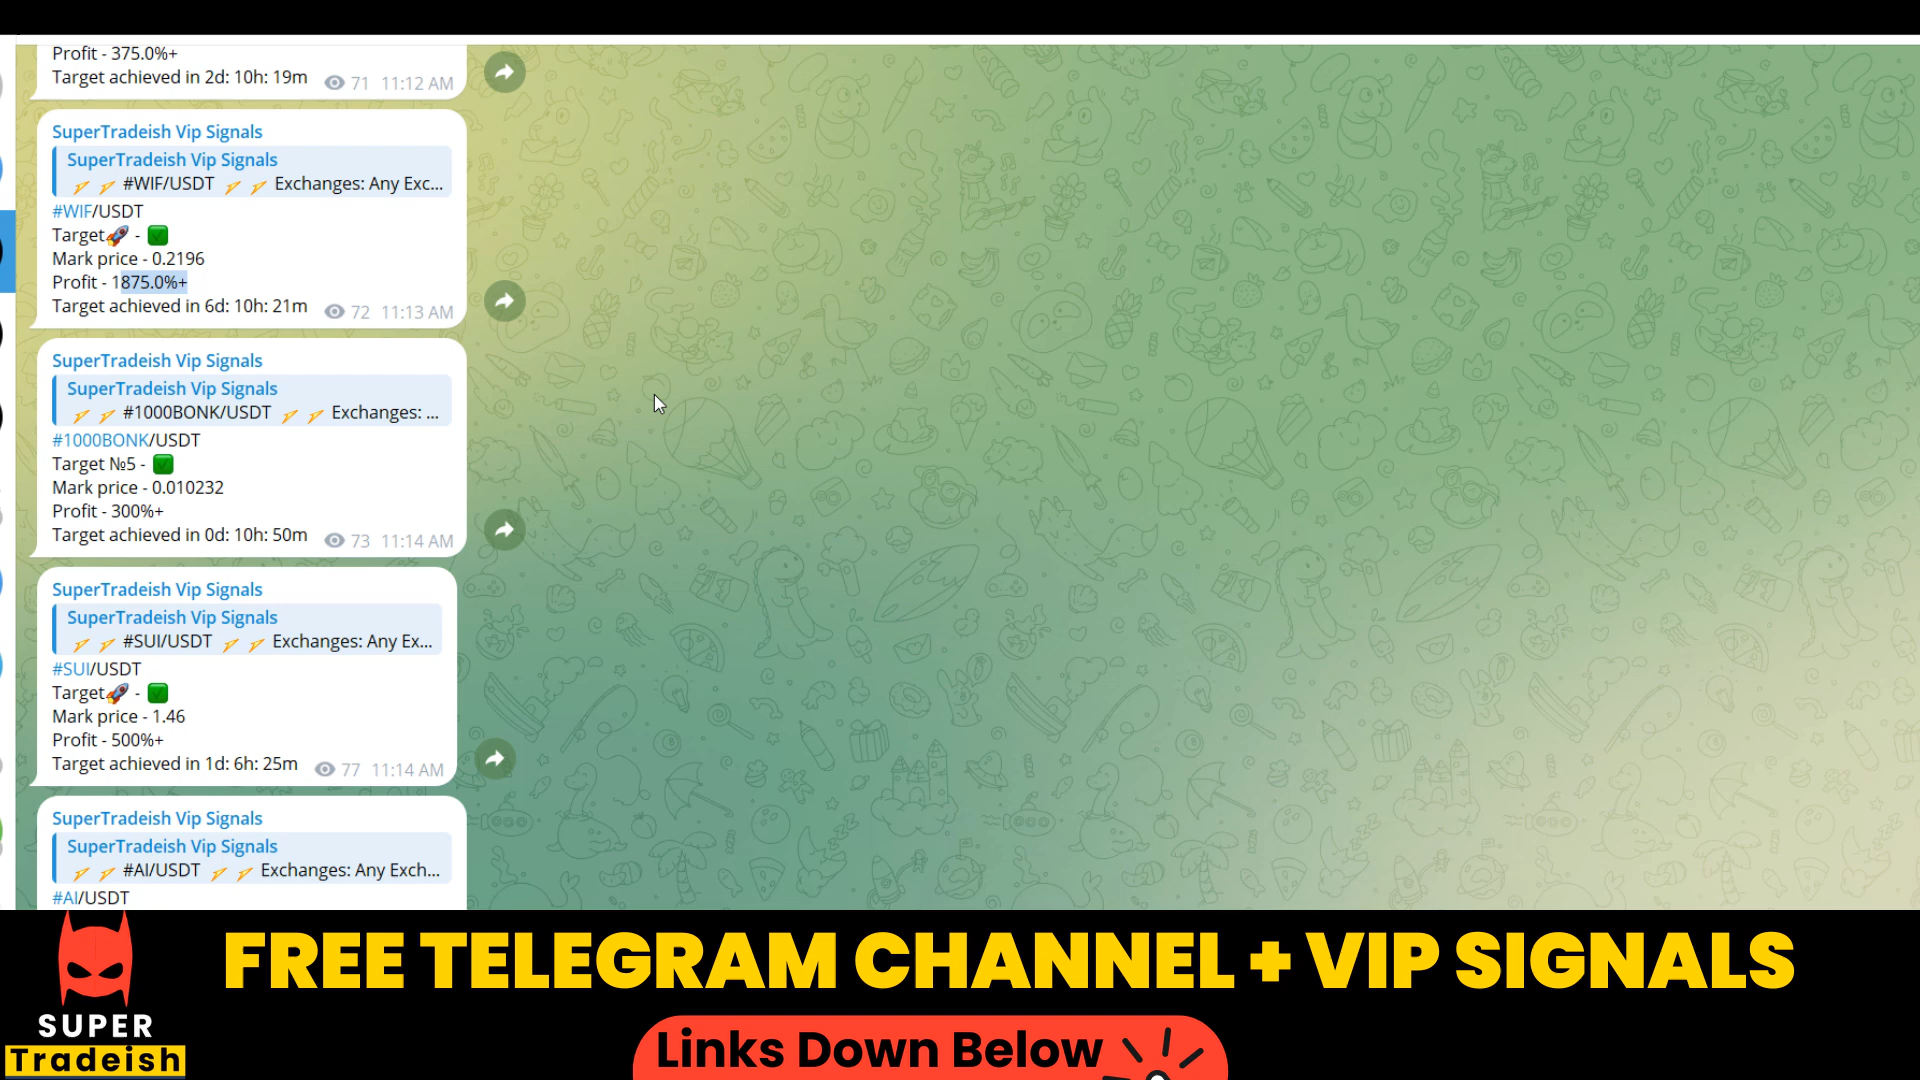 Profit - 375.0%+
Target achieved in 2d: 10h: 19m 71 11:12 AM
SuperTradeish Vip Signals
SuperTradeish Vip Signals
#WIF/USDT Exchanges: Any Exc...
#WIF/USDT
Target🚀 - ✅
Mark price - 0.2196
Profit - 1875.0%+
Target achieved in 6d: 10h: 21m 72 11:13 AM
SuperTradeish Vip Signals
SuperTradeish Vip Signals
⚡ ⚡ #1000BONK/USDT ⚡ ⚡ Exchanges: ...
#1000BONK/USDT
Target №5 - ✅
Mark price - 0.010232
Profit - 300%+
Target achieved in 0d: 10h: 50m 73 11:14 AM
SuperTradeish Vip Signals
SuperTradeish Vip Signals
⚡ ⚡ #SUI/USDT ⚡ ⚡ Exchanges: Any Ex...
#SUI/USDT
Target🚀 - ✅
Mark price - 1.46
Profit - 500%+
Target achieved in 1d: 6h: 25m 77 11:14 AM
SuperTradeish Vip Signals
SuperTradeish Vip Signals
⚡ ⚡ #AI/USDT ⚡ ⚡ Exchanges: Any Exch...
#AI/USDT
FREE TELEGRAM CHANNEL + VIP SIGNALS
SUPER
Tradeish
Links Down Below